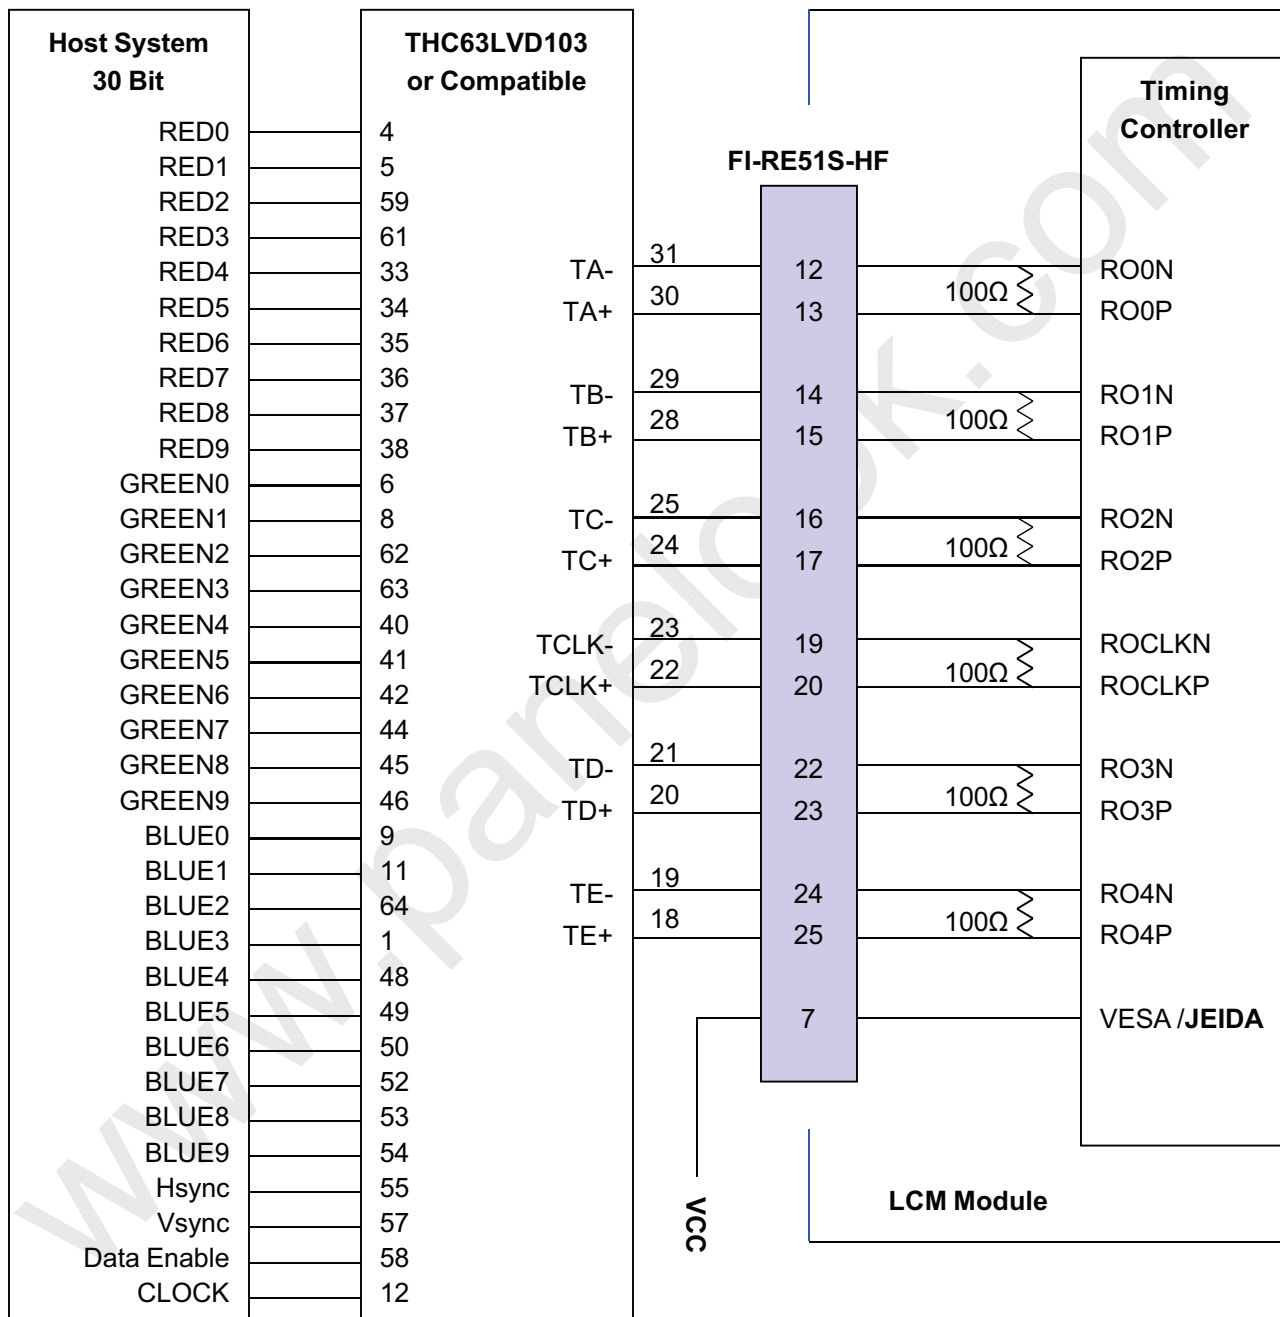 Host System
30 Bit
RED0
RED1
RED2
RED3
RED4
RED5
RED6
RED7
RED8
RED9
GREEN0
GREEN1
GREEN2
GREEN3
GREEN4
GREEN5
GREEN6
GREEN7
GREEN8
GREEN9
BLUE0
BLUE1
BLUE2
BLUE3
BLUE4
BLUE5
BLUE6
BLUE7
BLUE8
BLUE9
Hsync
Vsync
Data Enable
CLOCK
THC63LVD103
or Compatible
4
5
59
61
33
34
35
36
37
38
6
8
62
63
40
41
42
44
45
46
9
11
64
1
48
49
50
52
53
54
55
57
58
12
TA-
TA+
TB-
TB+
TC-
TC+
TCLK-
TCLK+
TD-
TD+
TE-
TE+
31
30
29
28
25
24
23
22
21
20
19
18
FI-RE51S-HF
12
13
14
15
16
17
19
20
22
23
24
25
7
VCC
100Ω
100Ω
100Ω
100Ω
100Ω
100Ω
Timing
Controller
RO0N
RO0P
RO1N
RO1P
RO2N
RO2P
ROCLKN
ROCLKP
RO3N
RO3P
RO4N
RO4P
VESA /JEIDA
LCM Module
www.panelook.com